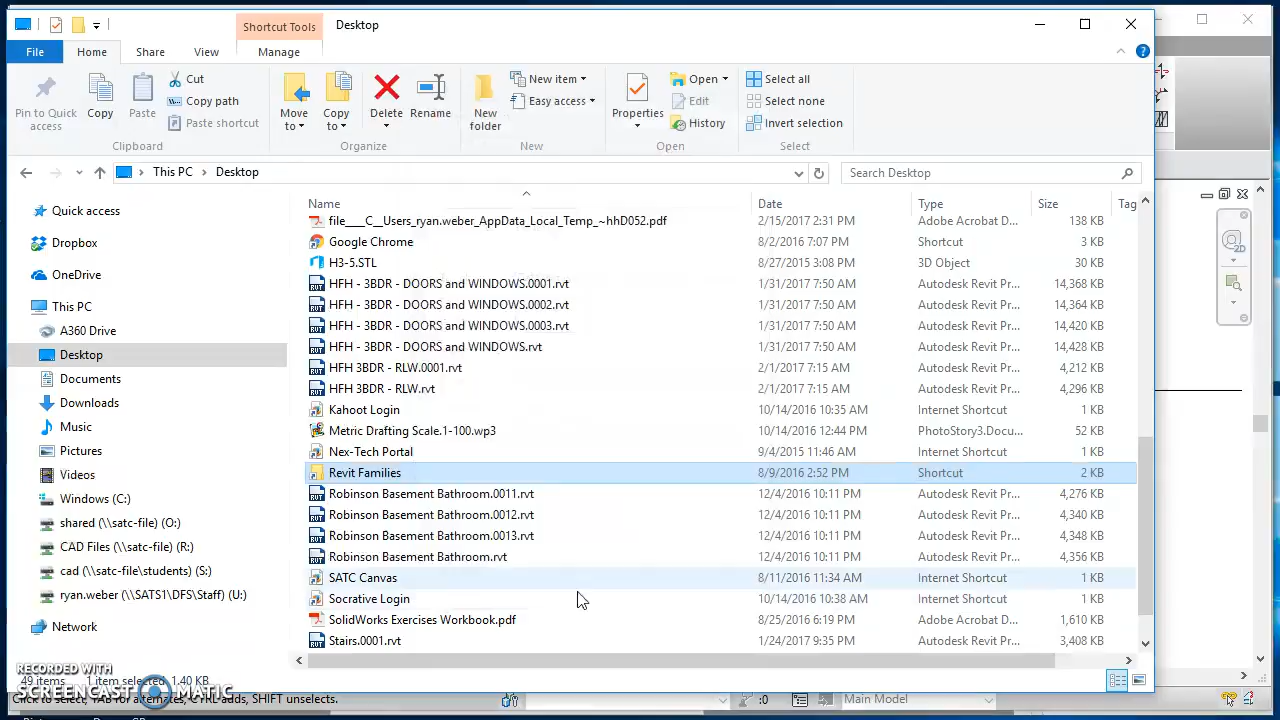 Shortcut Tools Desktop
File Home Share View Manage
Pin to Quick access
Copy
Paste
Cut
Copy path
Paste shortcut
Clipboard
Move to
Copy to
Delete
Rename
Organize
New folder
New item
Easy access
New
Properties
Open
Edit
History
Open
Select all
Select none
Invert selection
Select
This PC > Desktop
Search Desktop
Quick access
Dropbox
OneDrive
This PC
A360 Drive
Desktop
Documents
Downloads
Music
Pictures
Videos
Windows (C:)
shared (\\satc-file) (O:)
CAD Files (\\satc-file) (R:)
cad (\\satc-file\students) (S:)
ryan.weber (\\SATS1\DFS\Staff) (U:)
Network
Name Date Type Size Tag
file___C__Users_ryan.weber_AppData_Local_Temp_~hhD052.pdf 2/15/2017 2:31 PM Adobe Acrobat D... 138 KB
Google Chrome 8/2/2016 7:07 PM Shortcut 3 KB
H3-5.STL 8/27/2015 3:08 PM 3D Object 30 KB
HFH - 3BDR - DOORS and WINDOWS.0001.rvt 1/31/2017 7:50 AM Autodesk Revit Pr... 14,368 KB
HFH - 3BDR - DOORS and WINDOWS.0002.rvt 1/31/2017 7:50 AM Autodesk Revit Pr... 14,364 KB
HFH - 3BDR - DOORS and WINDOWS.0003.rvt 1/31/2017 7:50 AM Autodesk Revit Pr... 14,420 KB
HFH - 3BDR - DOORS and WINDOWS.rvt 1/31/2017 7:50 AM Autodesk Revit Pr... 14,428 KB
HFH 3BDR - RLW.0001.rvt 2/1/2017 7:15 AM Autodesk Revit Pr... 4,212 KB
HFH 3BDR - RLW.rvt 2/1/2017 7:15 AM Autodesk Revit Pr... 4,296 KB
Kahoot Login 10/14/2016 10:35 AM Internet Shortcut 1 KB
Metric Drafting Scale.1-100.wp3 10/14/2016 12:44 PM PhotoStory3.Docu... 52 KB
Nex-Tech Portal 9/4/2015 11:46 AM Internet Shortcut 1 KB
Revit Families 8/9/2016 2:52 PM Shortcut 2 KB
Robinson Basement Bathroom.0011.rvt 12/4/2016 10:11 PM Autodesk Revit Pr... 4,276 KB
Robinson Basement Bathroom.0012.rvt 12/4/2016 10:11 PM Autodesk Revit Pr... 4,340 KB
Robinson Basement Bathroom.0013.rvt 12/4/2016 10:11 PM Autodesk Revit Pr... 4,348 KB
Robinson Basement Bathroom.rvt 12/4/2016 10:11 PM Autodesk Revit Pr... 4,356 KB
SATC Canvas 8/11/2016 11:34 AM Internet Shortcut 1 KB
Socrative Login 10/14/2016 10:38 AM Internet Shortcut 1 KB
SolidWorks Exercises Workbook.pdf 8/25/2016 6:19 PM Adobe Acrobat D... 1,610 KB
Stairs.0001.rvt 1/24/2017 9:35 PM Autodesk Revit Pr... 3,408 KB
2D
RECORDED WITH
SCREENCAST MATIC
49 items 1 item selected 1.40 KB
Click to select, TAB for alternates, CTRL adds, SHIFT unselects. :0 Main Model